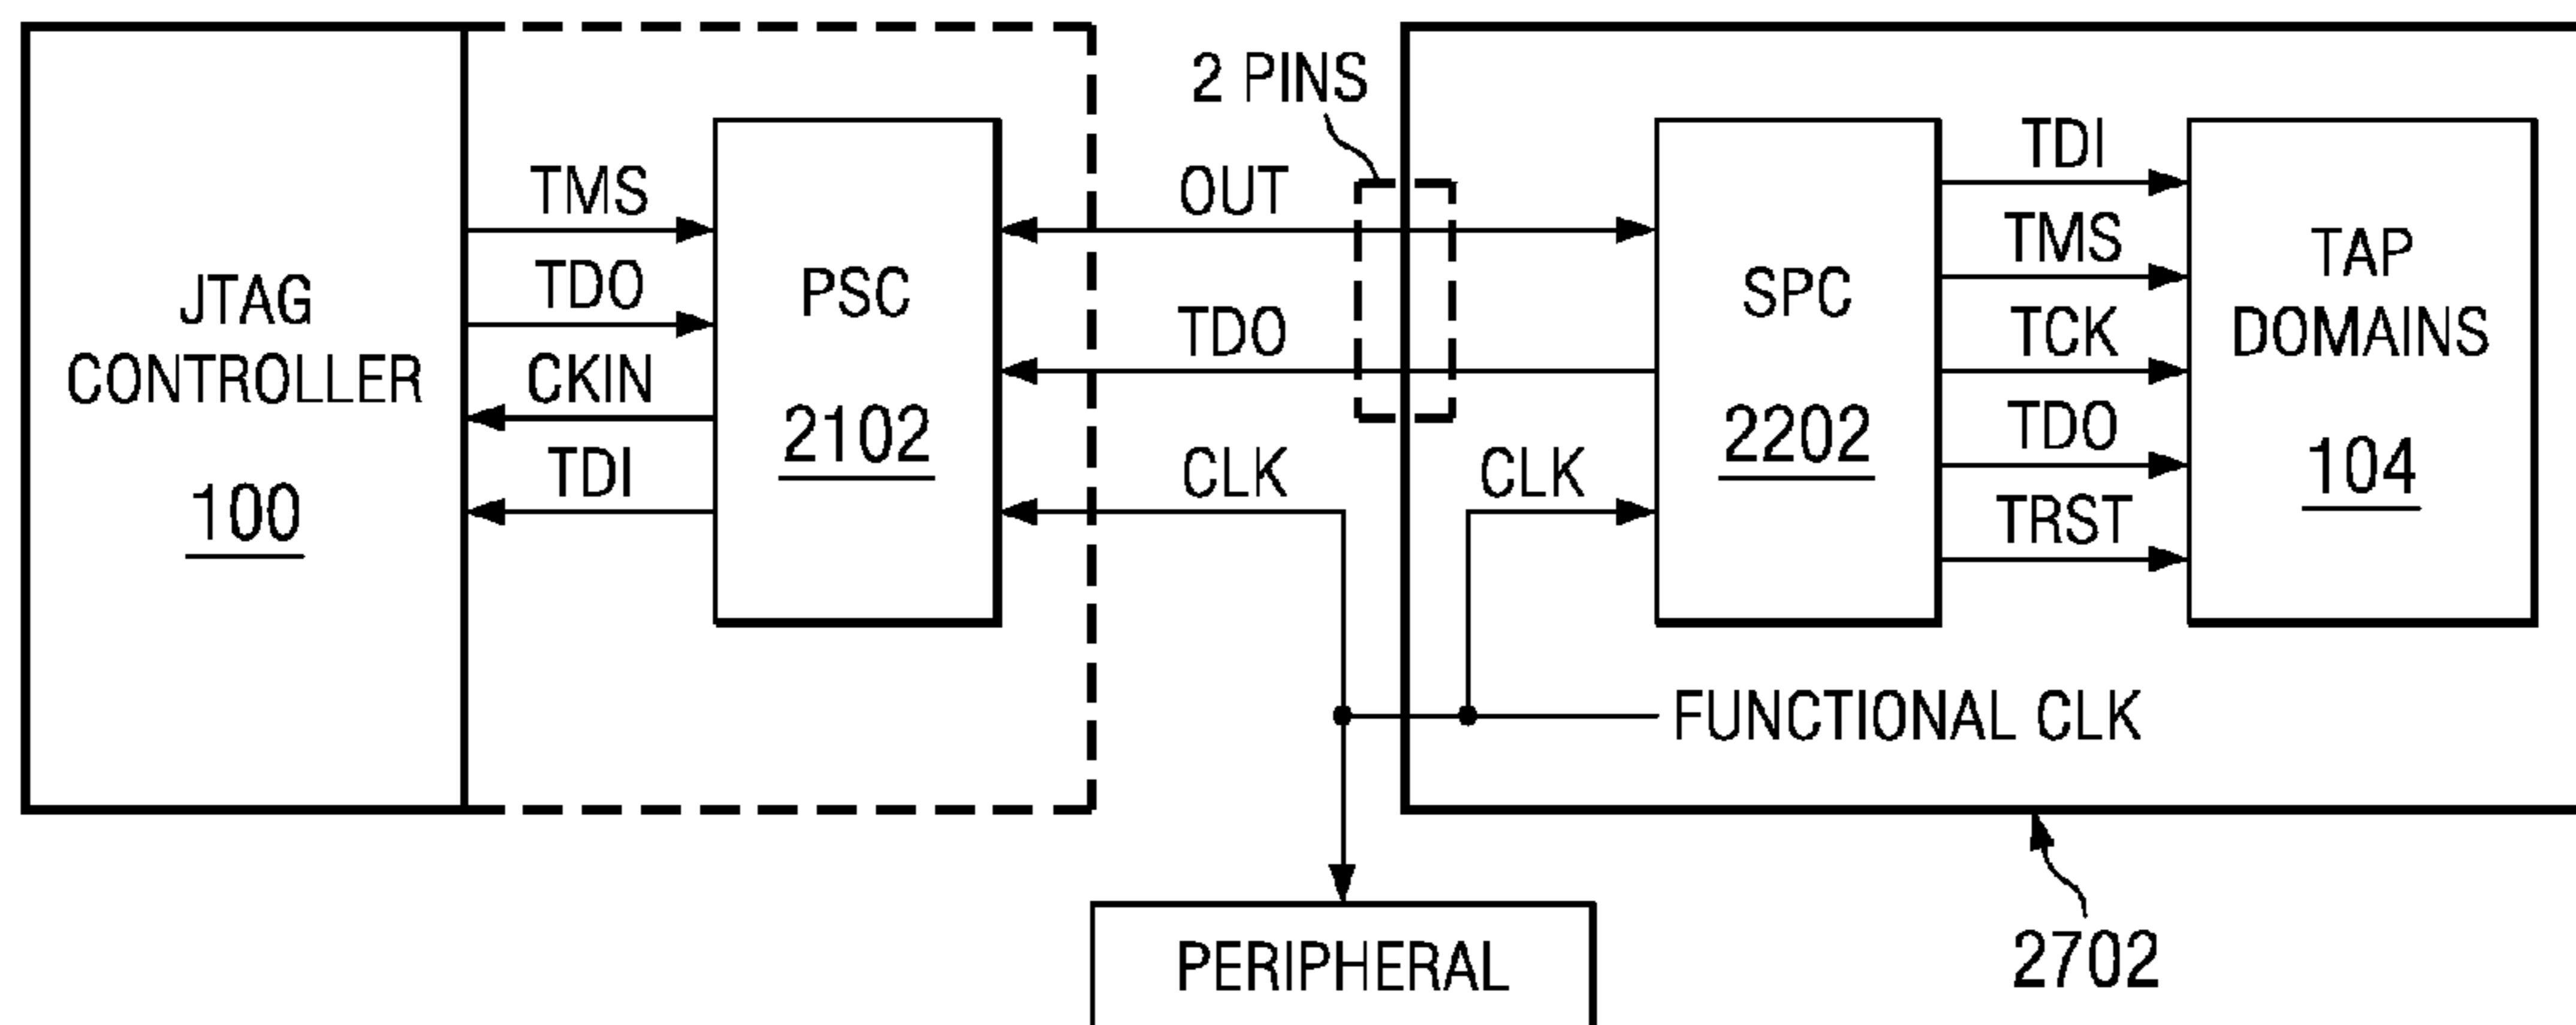 JTAG
CONTROLLER
100
TMS
TDO
CKIN
TDI
PSC
2102
2 PINS
OUT
TDO
CLK
CLK
SPC
2202
TDI
TMS
TCK
TDO
TRST
TAP
DOMAINS
104
FUNCTIONAL CLK
PERIPHERAL
2702